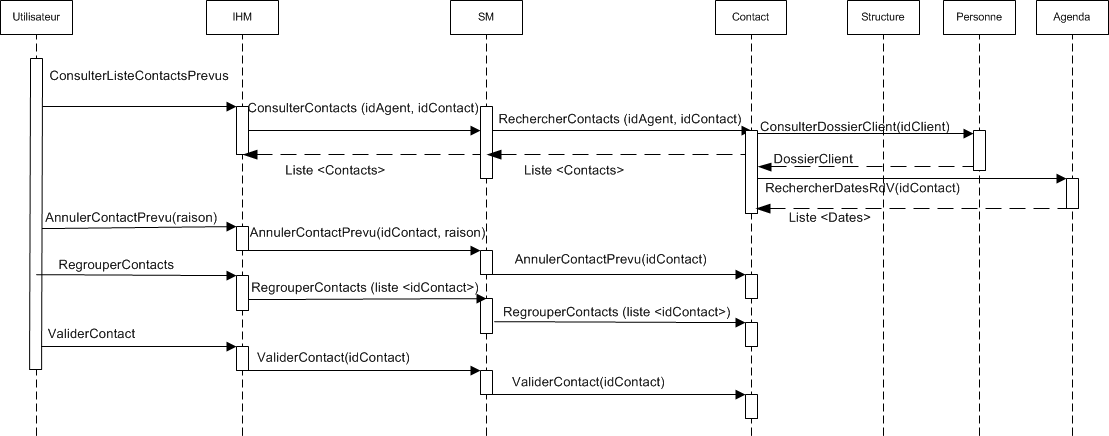 Utilisateur
IHM
SM
Contact
Structure
Personne
Agenda
ConsulterListeContactsPrevus
ConsulterContacts (idAgent, idContact)
RechercherContacts (idAgent, idContact)
ConsulterDossierClient(idClient)
DossierClient
Liste <Contacts>
Liste <Contacts>
RechercherDatesRdV(idContact)
Liste <Dates>
AnnulerContactPrevu(raison)
AnnulerContactPrevu(idContact, raison)
AnnulerContactPrevu(idContact)
RegrouperContacts
RegrouperContacts (liste <idContact>)
RegrouperContacts (liste <idContact>)
ValiderContact
ValiderContact(idContact)
ValiderContact(idContact)